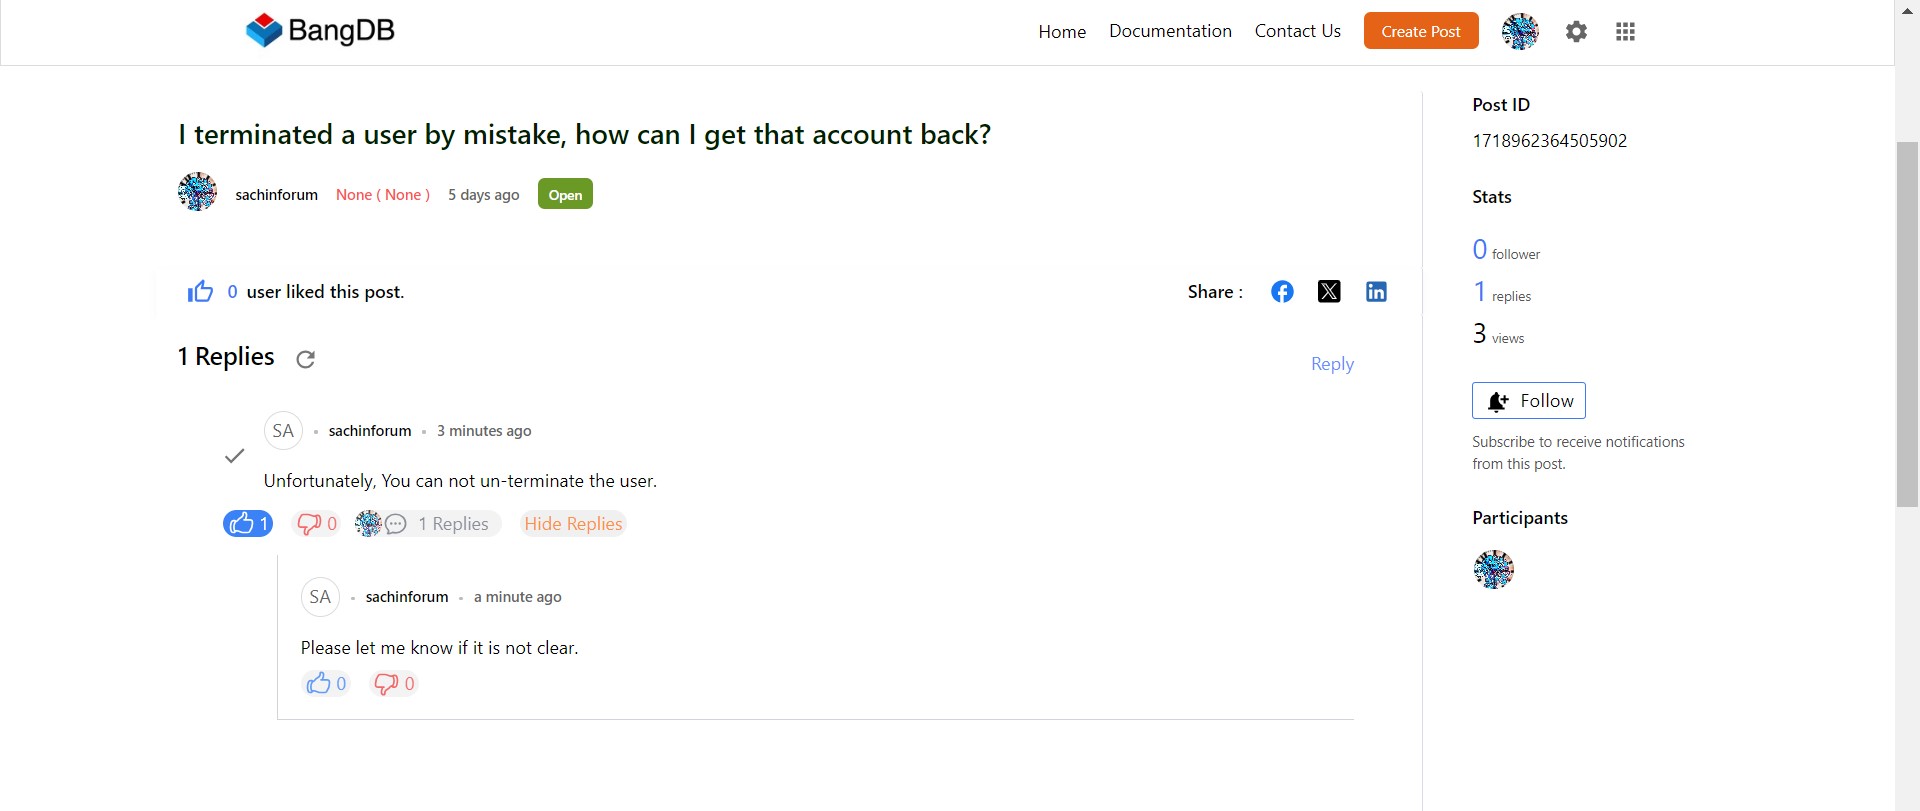 BangDB
Home Documentation Contact Us Create Post
I terminated a user by mistake, how can I get that account back?
sachinforum None ( None ) 5 days ago Open
0 user liked this post.
Share :
1 Replies
Reply
SA • sachinforum • 3 minutes ago
Unfortunately, You can not un-terminate the user.
1 0 1 Replies Hide Replies
SA • sachinforum • a minute ago
Please let me know if it is not clear.
0 0
Post ID
1718962364505902
Stats
0 follower
1 replies
3 views
Follow
Subscribe to receive notifications
from this post.
Participants